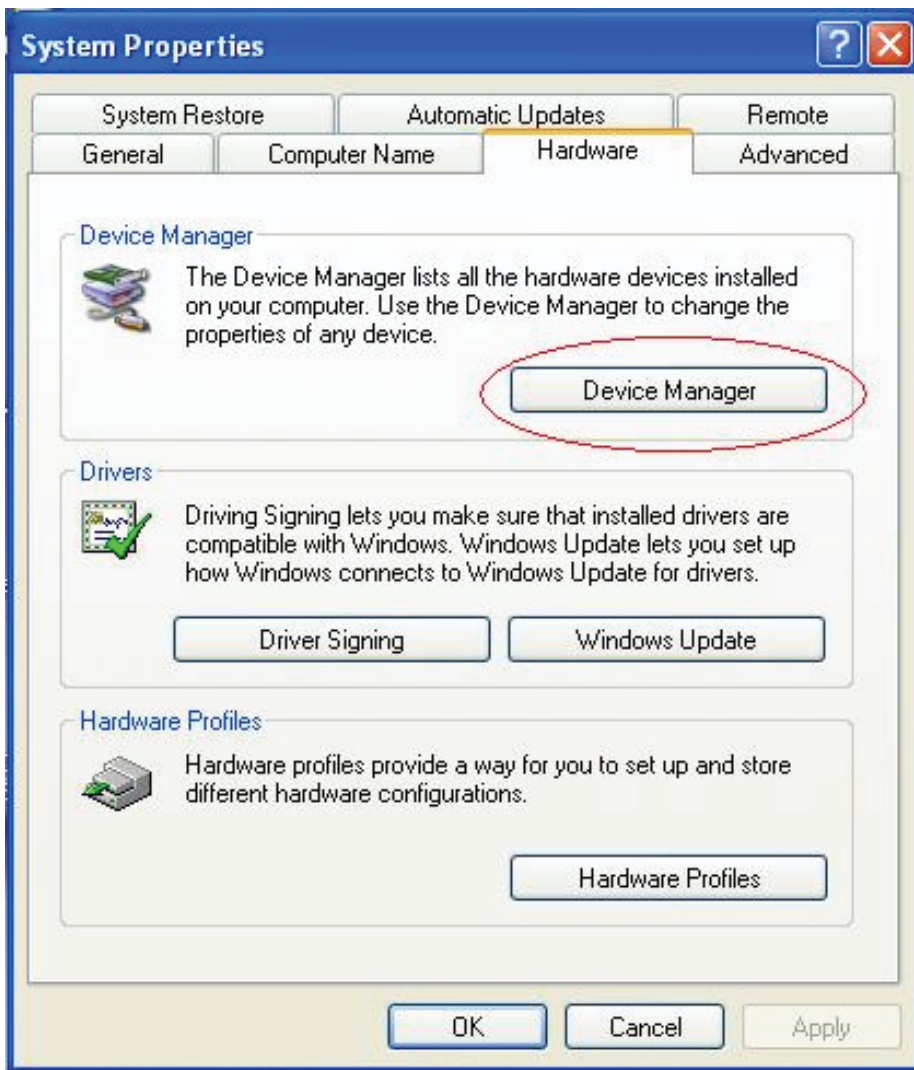 System Properties
System Restore Automatic Updates Remote
General Computer Name Hardware Advanced
Device Manager
The Device Manager lists all the hardware devices installed
on your computer. Use the Device Manager to change the
properties of any device.
Device Manager
Drivers
Driving Signing lets you make sure that installed drivers are
compatible with Windows. Windows Update lets you set up
how Windows connects to Windows Update for drivers.
Driver Signing Windows Update
Hardware Profiles
Hardware profiles provide a way for you to set up and store
different hardware configurations.
Hardware Profiles
OK Cancel Apply